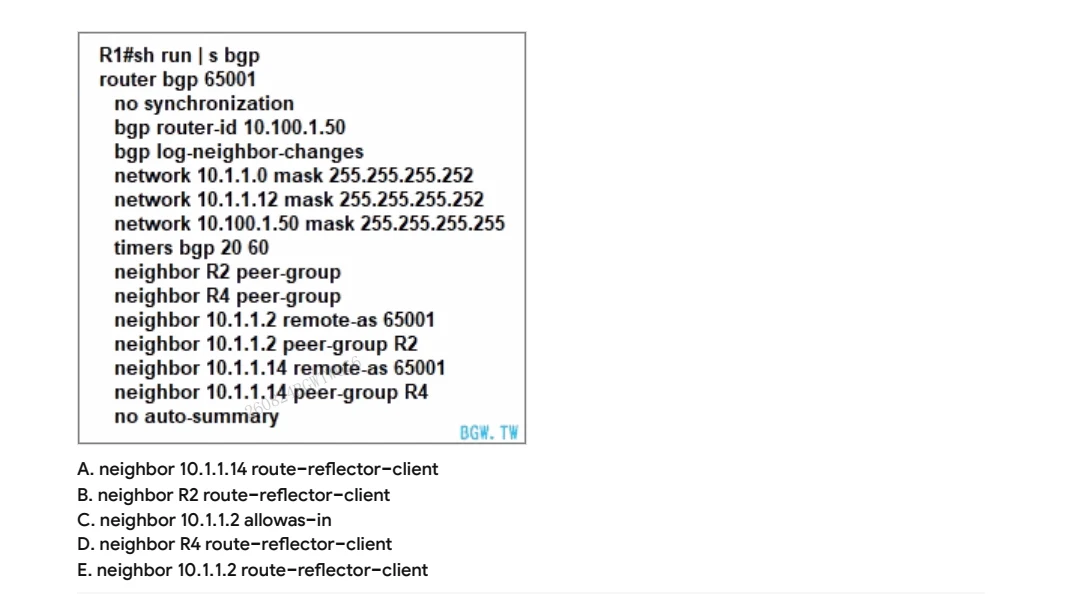 R1#sh run | s bgp
router bgp 65001
no synchronization
bgp router-id 10.100.1.50
bgp log-neighbor-changes
network 10.1.1.0 mask 255.255.255.252
network 10.1.1.12 mask 255.255.255.252
network 10.100.1.50 mask 255.255.255.255
timers bgp 20 60
neighbor R2 peer-group
neighbor R4 peer-group
neighbor 10.1.1.2 remote-as 65001
neighbor 10.1.1.2 peer-group R2
neighbor 10.1.1.14 remote-as 65001
neighbor 10.1.1.14 peer-group R4
no auto-summary
BGW.TW
A. neighbor 10.1.1.14 route-reflector-client
B. neighbor R2 route-reflector-client
C. neighbor 10.1.1.2 allowas-in
D. neighbor R4 route-reflector-client
E. neighbor 10.1.1.2 route-reflector-client